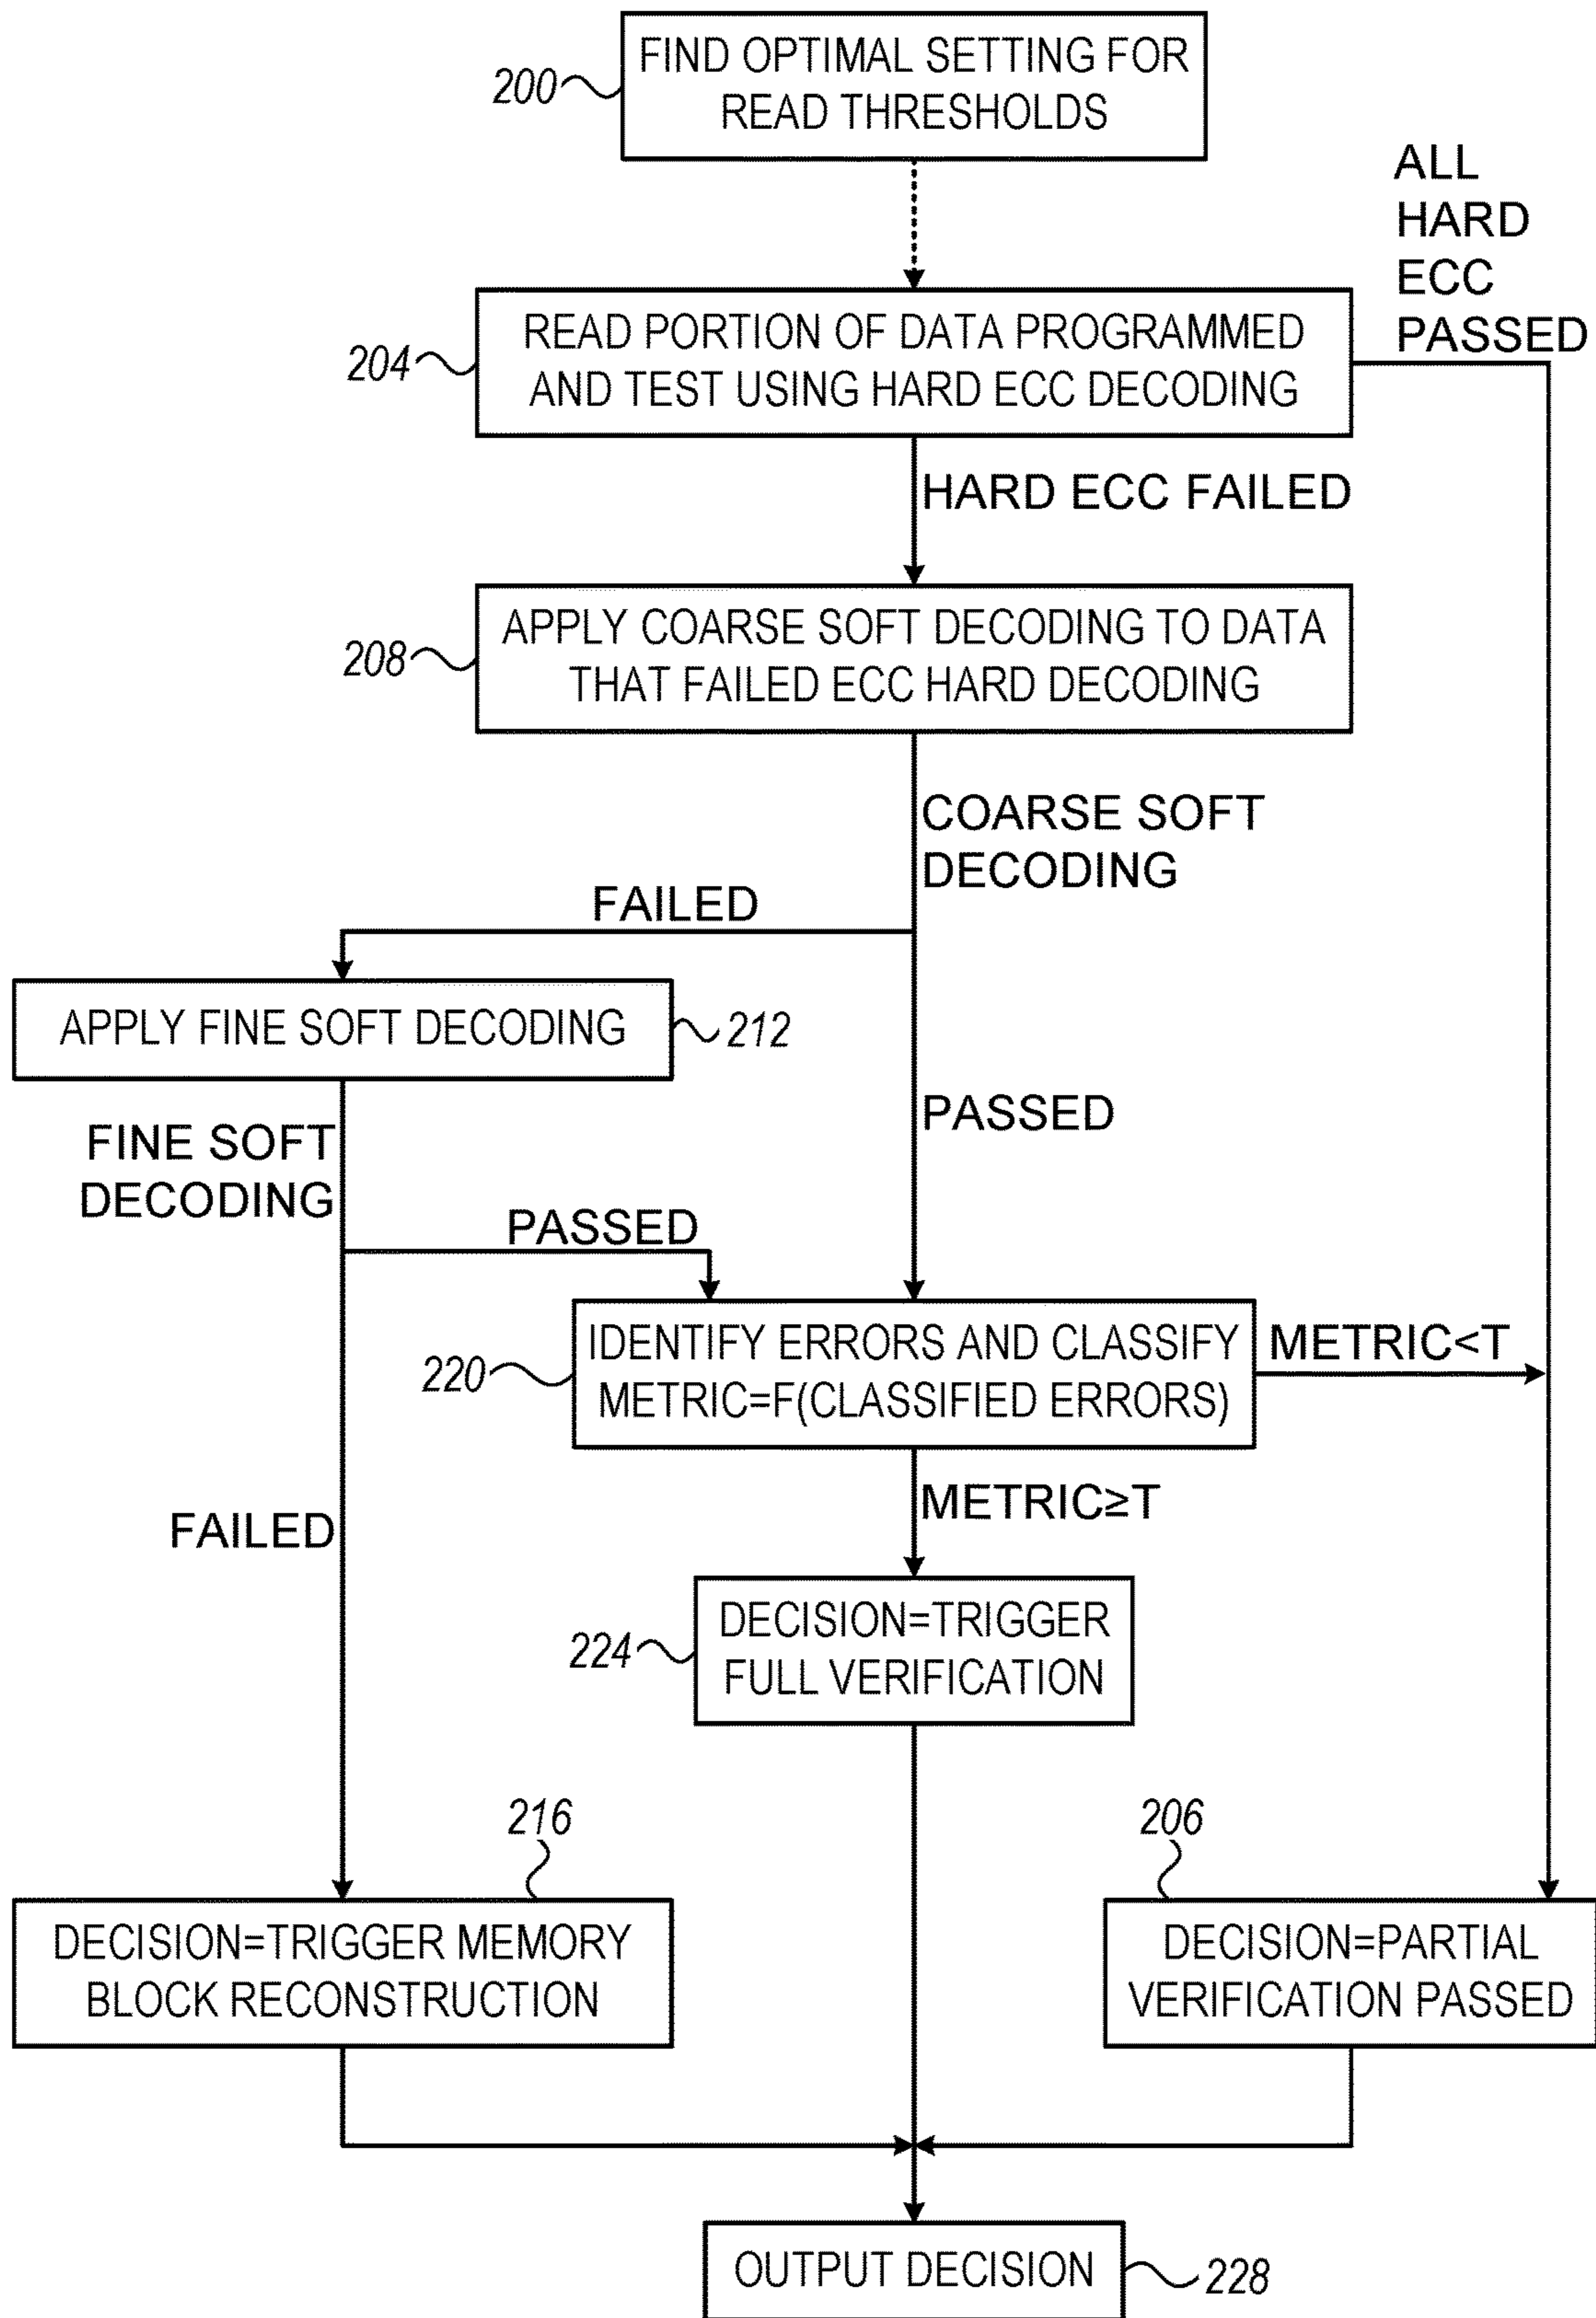 FIND OPTIMAL SETTING FOR
READ THRESHOLDS
200
ALL
HARD
ECC
PASSED
READ PORTION OF DATA PROGRAMMED
AND TEST USING HARD ECC DECODING
204
HARD ECC FAILED
APPLY COARSE SOFT DECODING TO DATA
THAT FAILED ECC HARD DECODING
208
COARSE SOFT
DECODING
FAILED
APPLY FINE SOFT DECODING
212
PASSED
FINE SOFT
DECODING
PASSED
IDENTIFY ERRORS AND CLASSIFY
METRIC=F(CLASSIFIED ERRORS)
220
METRIC<T
METRIC≥T
FAILED
DECISION=TRIGGER
FULL VERIFICATION
224
216
206
DECISION=TRIGGER MEMORY
BLOCK RECONSTRUCTION
DECISION=PARTIAL
VERIFICATION PASSED
OUTPUT DECISION
228